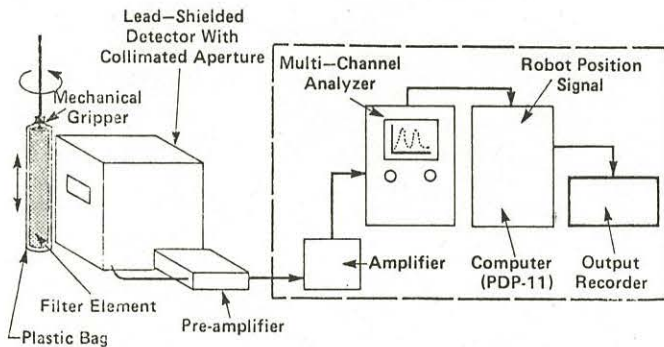 Lead—Shielded
Detector With
Collimated Aperture
Mechanical
Gripper
Multi—Channel
Analyzer
Robot Position
Signal
Amplifier
Computer
(PDP-11)
Output
Recorder
Filter Element
Pre-amplifier
Plastic Bag